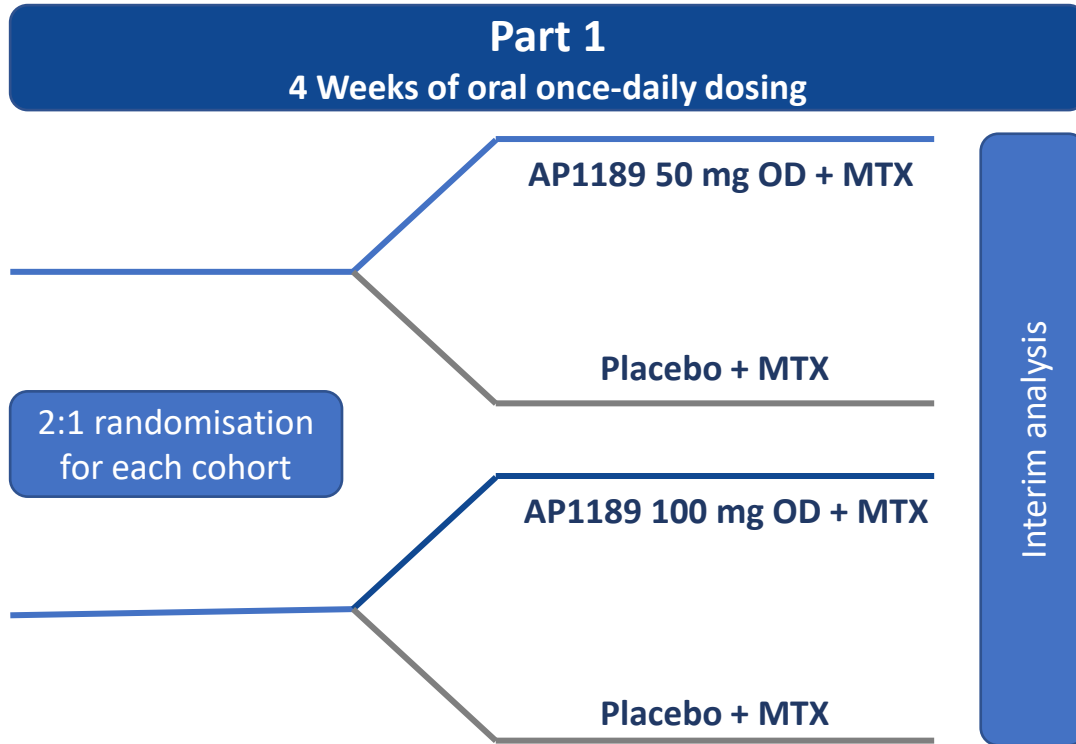 Part 1
4 Weeks of oral once-daily dosing
AP1189 50 mg OD + MTX
Placebo + MTX
2:1 randomisation
for each cohort
AP1189 100 mg OD + MTX
Placebo + MTX
Interim analysis